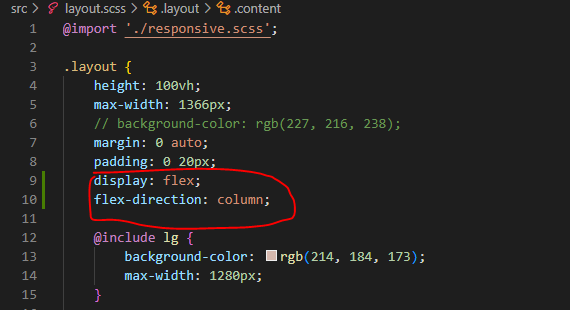 src > layout.scss > .layout > .content
1 @import './responsive.scss';
2
3 .layout {
4 height: 100vh;
5 max-width: 1366px;
6 // background-color: rgb(227, 216, 238);
7 margin: 0 auto;
8 padding: 0 20px;
9 display: flex;
10 flex-direction: column;
11
12 @include lg {
13 background-color: rgb(214, 184, 173);
14 max-width: 1280px;
15 }